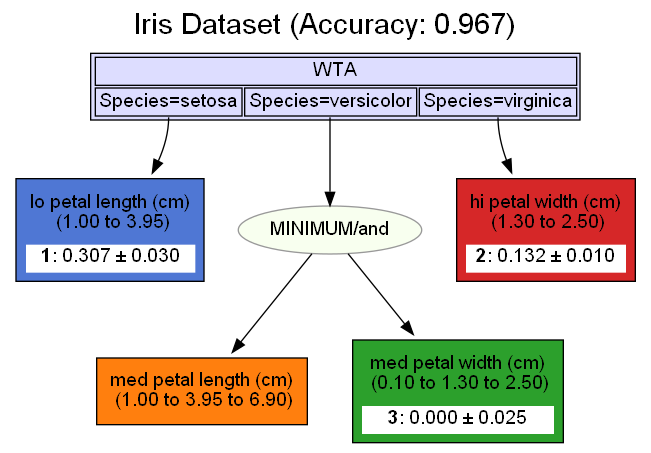 Iris Dataset (Accuracy: 0.967)
WTA
Species=setosa Species=versicolor Species=virginica
lo petal length (cm)
(1.00 to 3.95)
1: 0.307 ± 0.030
MINIMUM/and
hi petal width (cm)
(1.30 to 2.50)
2: 0.132 ± 0.010
med petal length (cm)
(1.00 to 3.95 to 6.90)
med petal width (cm)
(0.10 to 1.30 to 2.50)
3: 0.000 ± 0.025